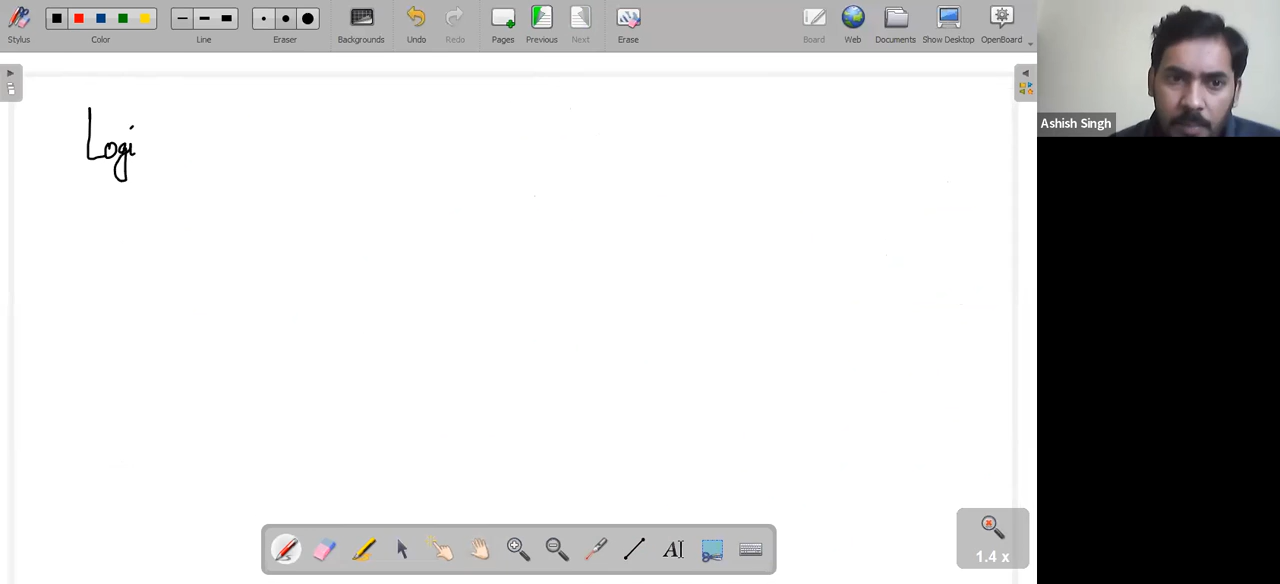 Stylus Color Line Eraser Backgrounds Undo Redo Pages Previous Next Erase Board Web Documents Show Desktop OpenBoard
Ashish Singh
Logi
A
1.4 x